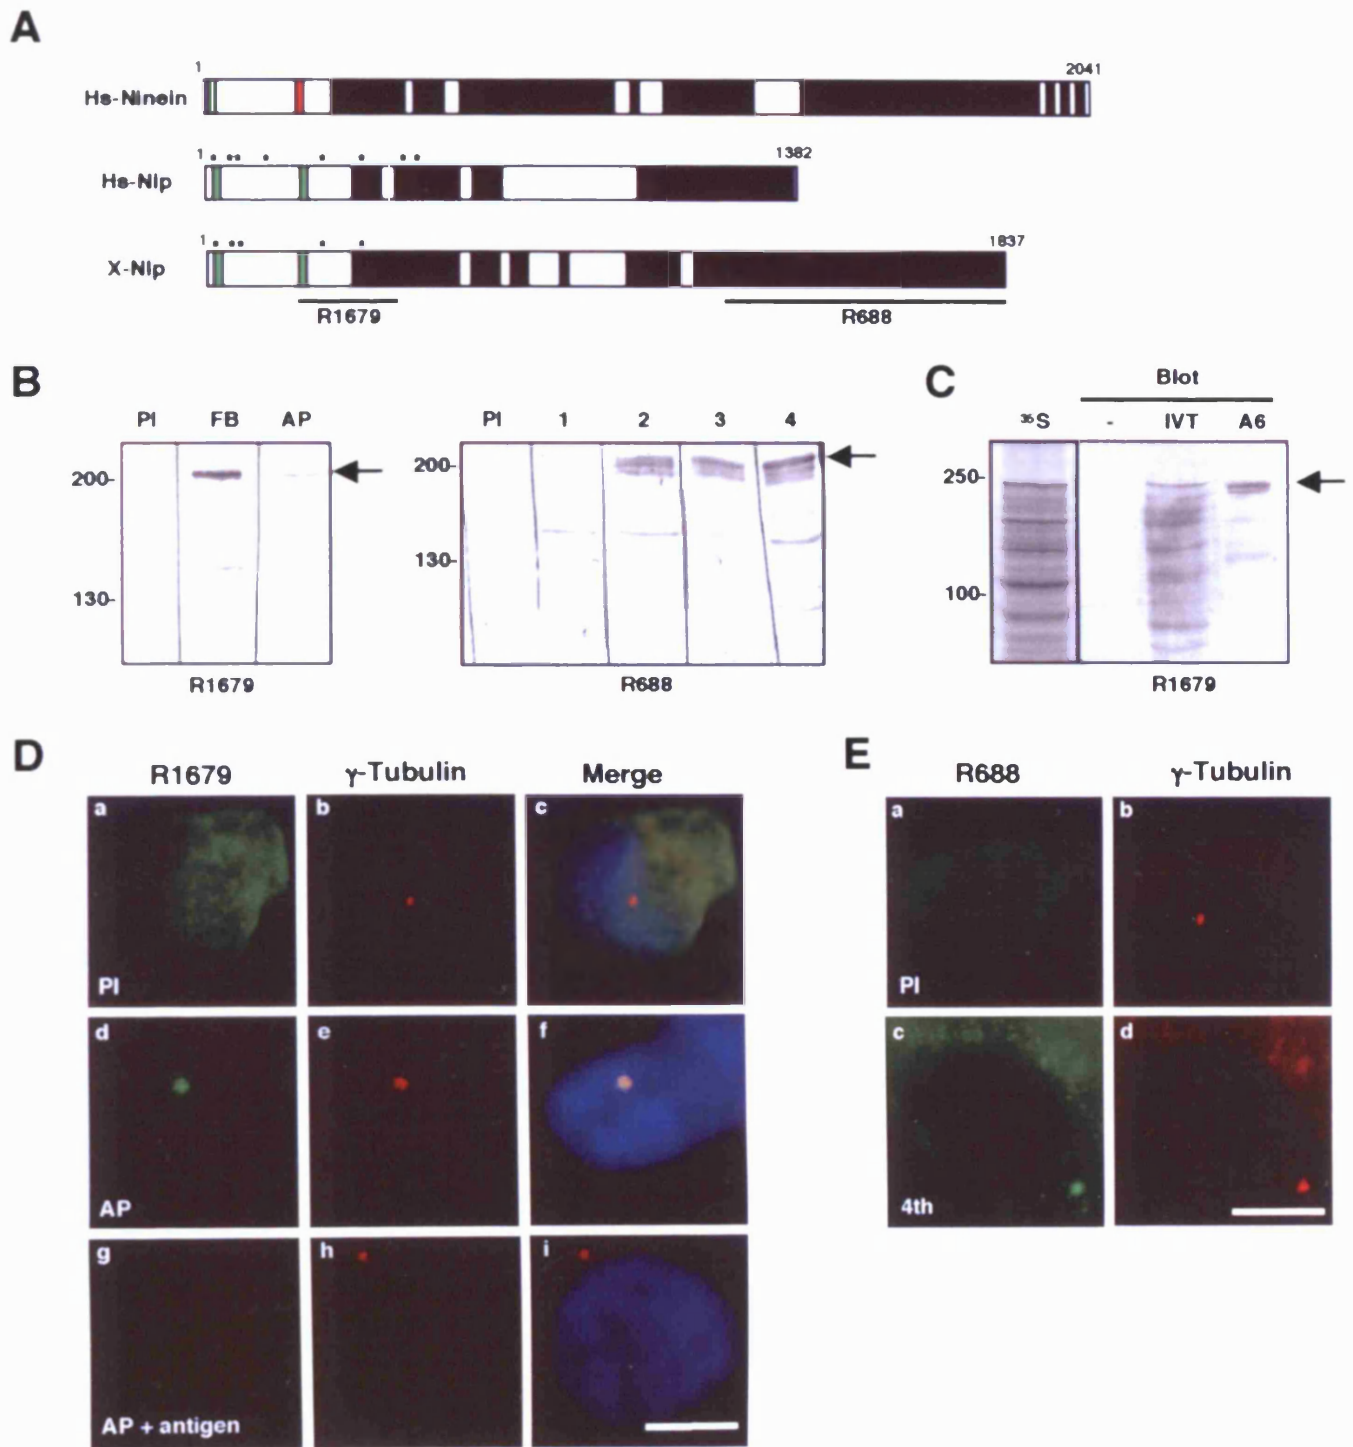 A
1 2041
Hs-Ninein
1 1382
Hs-Nlp
1 1837
X-Nlp
R1679 R688
B
PI FB AP
200-
130-
R1679
PI 1 2 3 4
200-
130-
R688
C
Blot
³⁵S - IVT A6
250-
100-
R1679
D
R1679 γ-Tubulin Merge
a b c
PI
d e f
AP
g h i
AP + antigen
E
R688 γ-Tubulin
a b
PI
c d
4th